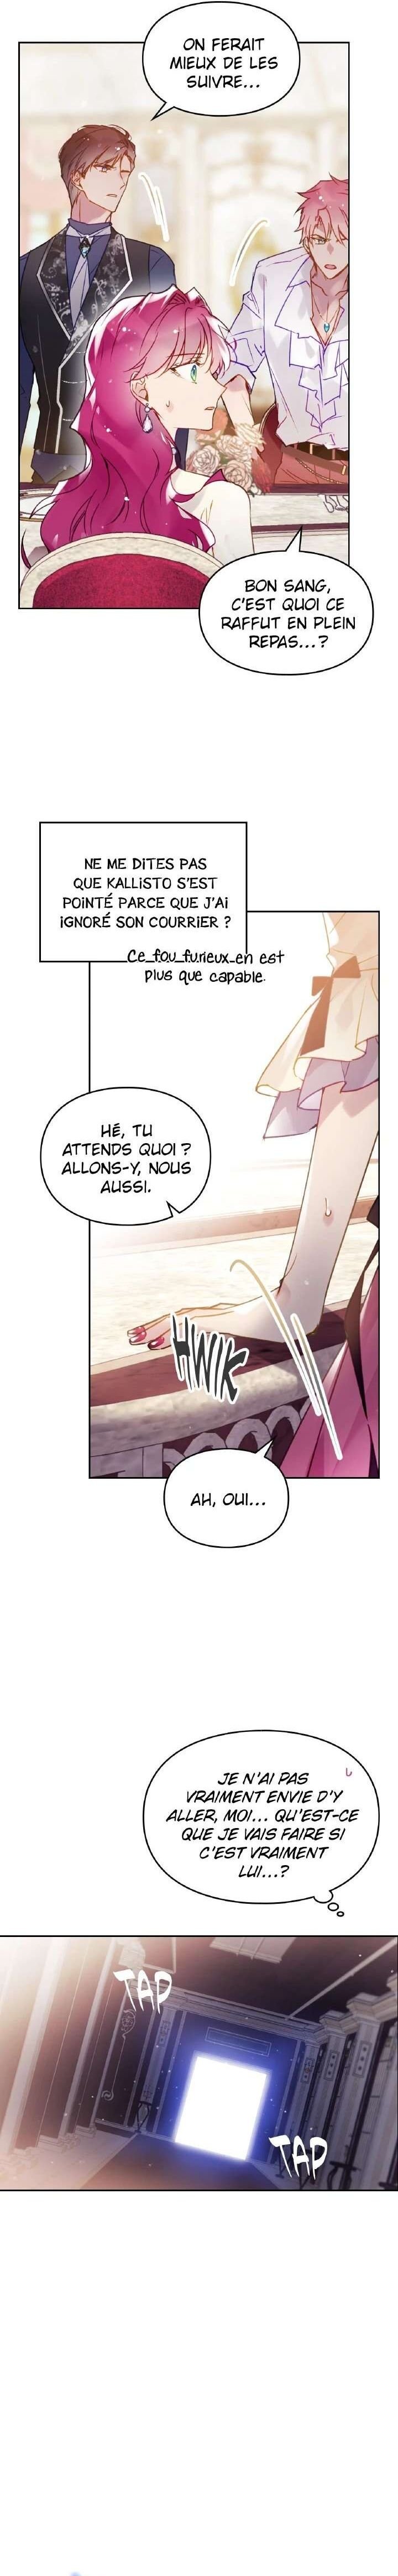 ON FERAIT
MIEUX DE LES
SUIVRE...
BON SANG,
C'EST QUOI CE
RAFFUT EN PLEIN
REPAS...?
NE ME DITES PAS
QUE KALLISTO S'EST
POINTÉ PARCE QUE J'AI
IGNORÉ SON COURRIER ?
Ce fou furieux en est
plus que capable.
HÉ, TU
ATTENDS QUOI ?
ALLONS-Y, NOUS
AUSSI.
HWIK
AH, OUI...
JE N'AI PAS
VRAIMENT ENVIE D'Y
ALLER, MOI... QU'EST-CE
QUE JE VAIS FAIRE SI
C'EST VRAIMENT
LUI...?
TAP
TAP